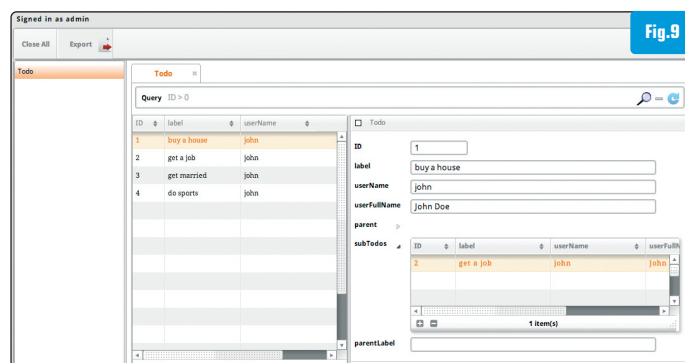 Signed in as admin
Fig.9
Close All Export
Todo
Todo
Query ID > 0
ID label userName
1 buy a house john
2 get a job john
3 get married john
4 do sports john
Todo
ID 1
label buy a house
userName john
userFullName John Doe
parent
subTodos
ID label userName userFullN
2 get a job john John
1 item(s)
parentLabel